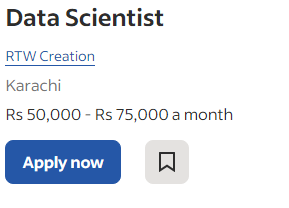 Data Scientist
RTW Creation
Karachi
Rs 50,000 - Rs 75,000 a month
Apply now